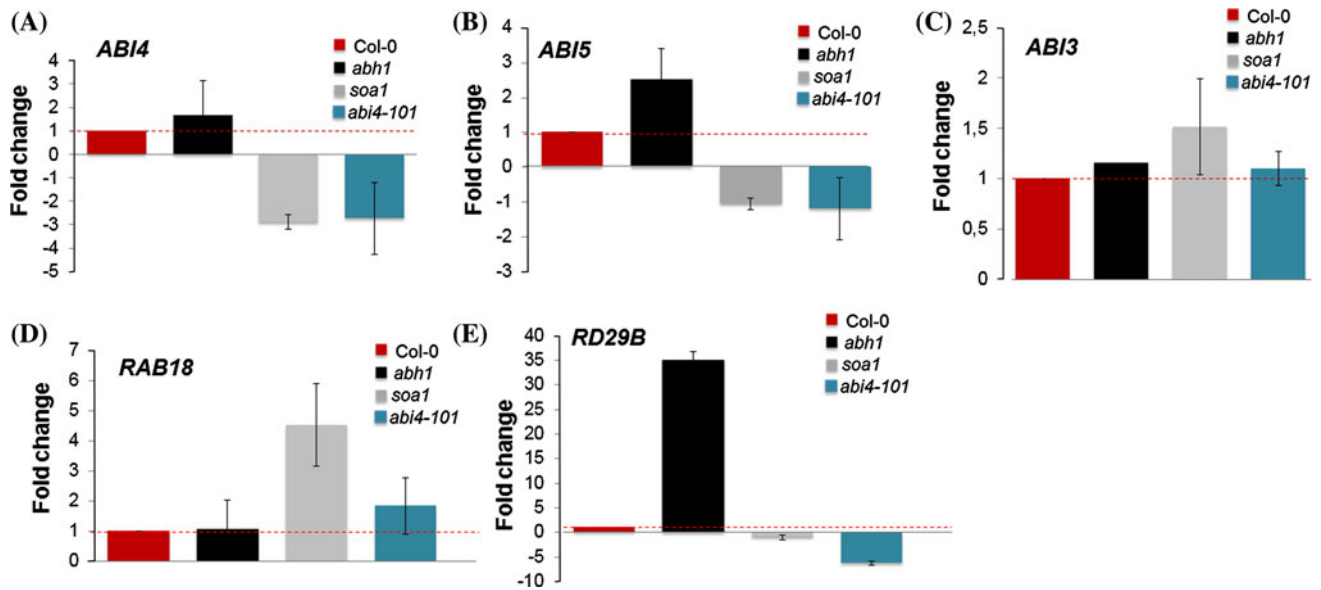 (A)
ABI4
Col-0
abh1
soa1
abi4-101
Fold change
4
3
2
1
0
-1
-2
-3
-4
-5
(B)
ABI5
Col-0
abh1
soa1
abi4-101
Fold change
4
3
2
1
0
-1
-2
-3
(C)
ABI3
Col-0
abh1
soa1
abi4-101
Fold change
2,5
2
1,5
1
0,5
0
(D)
RAB18
Col-0
abh1
soa1
abi4-101
Fold change
7
6
5
4
3
2
1
0
(E)
RD29B
Col-0
abh1
soa1
abi4-101
Fold change
40
35
30
25
20
15
10
5
0
-5
-10